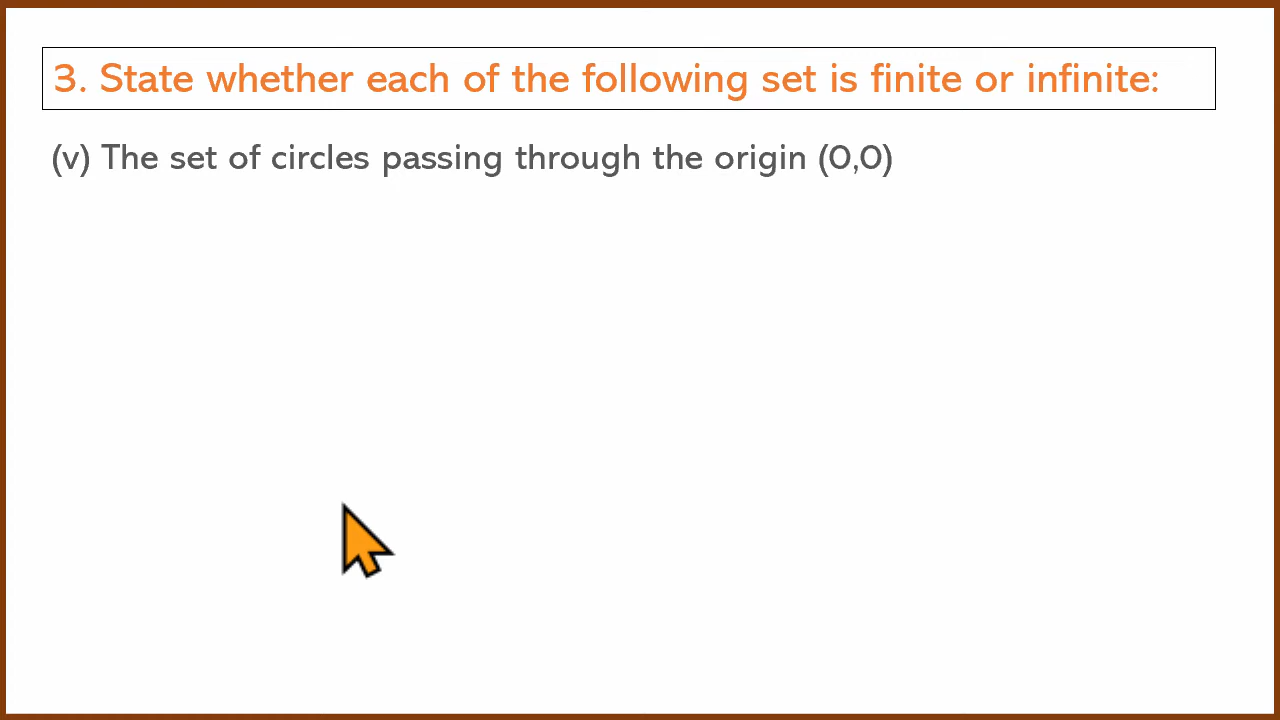 3. State whether each of the following set is finite or infinite:
(v) The set of circles passing through the origin (0,0)